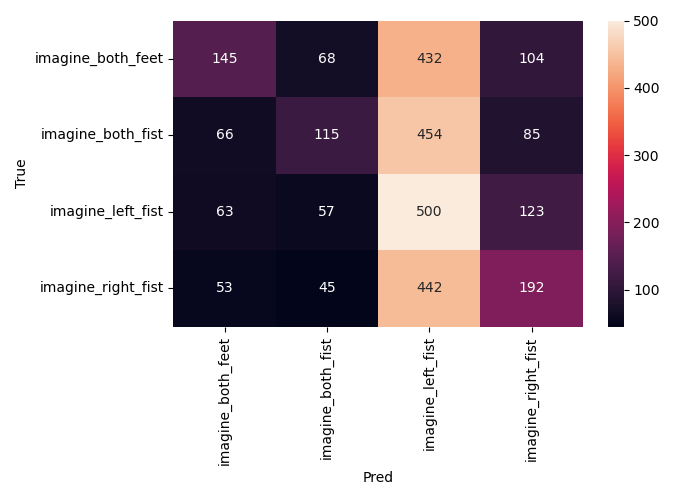 500
imagine_both_feet 145 68 432 104
400
imagine_both_fist 66 115 454 85
True
300
imagine_left_fist 63 57 500 123
200
imagine_right_fist 53 45 442 192
100
imagine_both_feet
imagine_both_fist
imagine_left_fist
imagine_right_fist
Pred